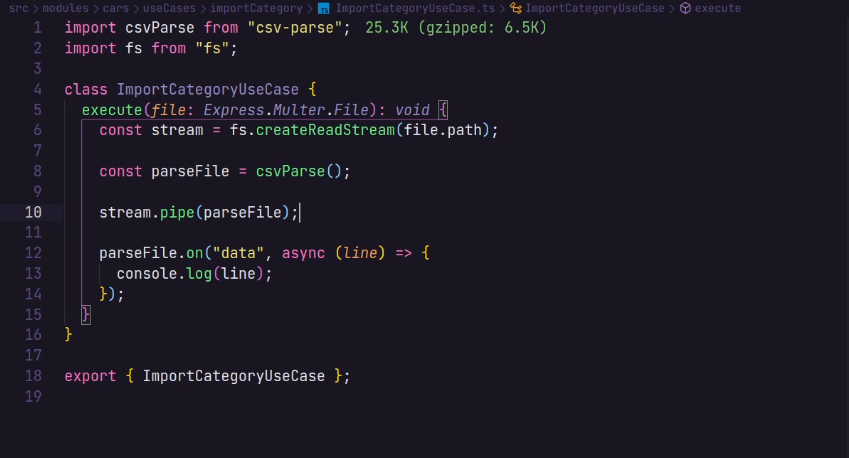 src > modules > cars > useCases > importCategory > TS ImportCategoryUseCase.ts > ImportCategoryUseCase > execute
1 import csvParse from "csv-parse"; 25.3K (gzipped: 6.5K)
2 import fs from "fs";
3
4 class ImportCategoryUseCase {
5   execute(file: Express.Multer.File): void {
6     const stream = fs.createReadStream(file.path);
7
8     const parseFile = csvParse();
9
10     stream.pipe(parseFile);
11
12     parseFile.on("data", async (line) => {
13       console.log(line);
14     });
15   }
16 }
17
18 export { ImportCategoryUseCase };
19